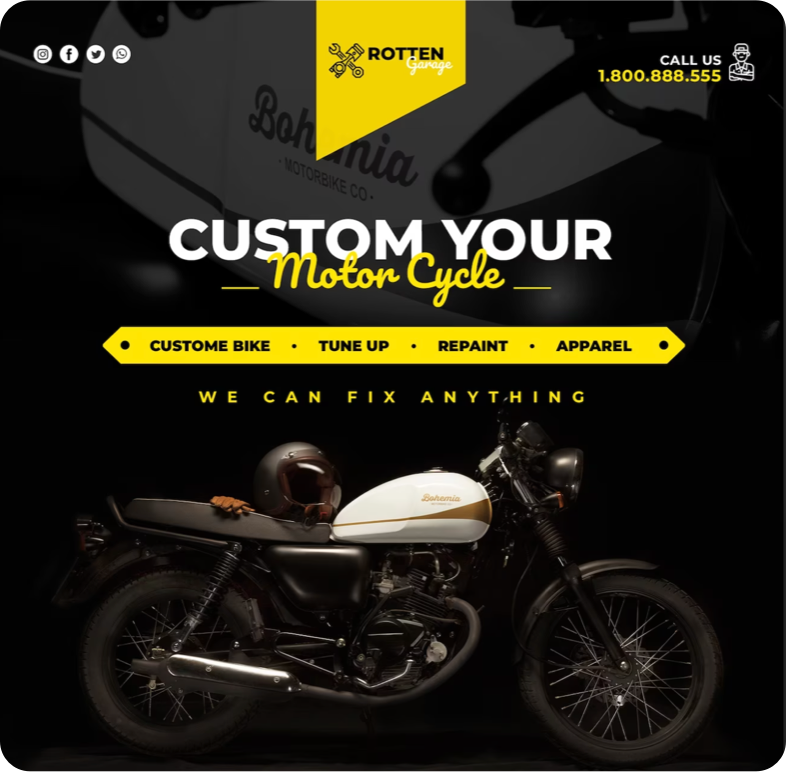 ROTTEN
Garage
CALL US
1.800.888.555
Bohemia
· MOTORBIKE CO ·
CUSTOM YOUR
Motor Cycle
CUSTOME BIKE • TUNE UP • REPAINT • APPAREL
WE CAN FIX ANYTHING
Bohemia